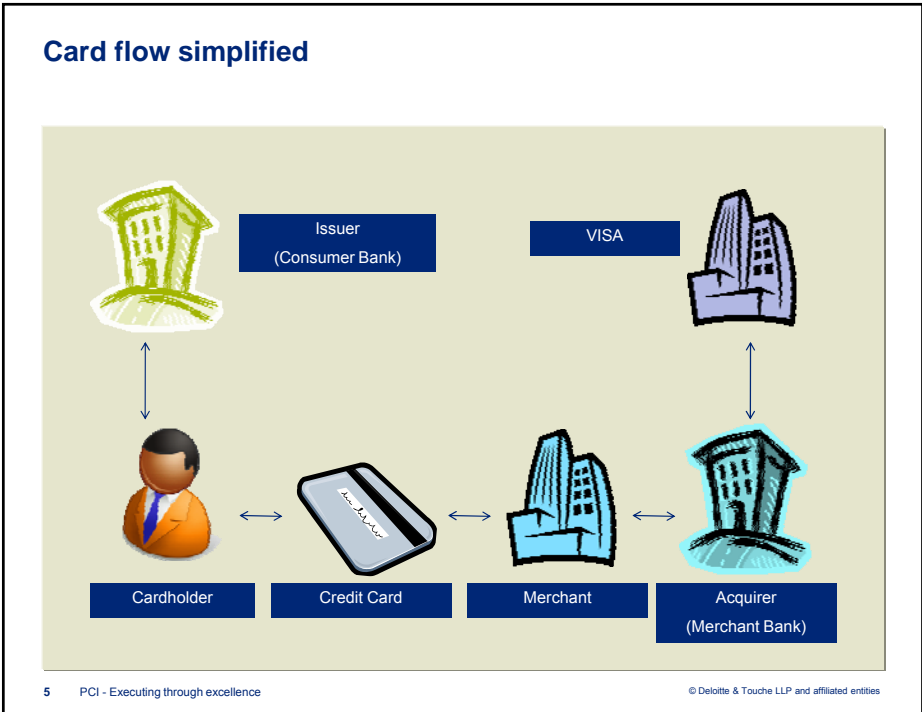 Card flow simplified
Issuer
(Consumer Bank)
VISA
Cardholder
Credit Card
Merchant
Acquirer
(Merchant Bank)
5 PCI - Executing through excellence
© Deloitte & Touche LLP and affiliated entities